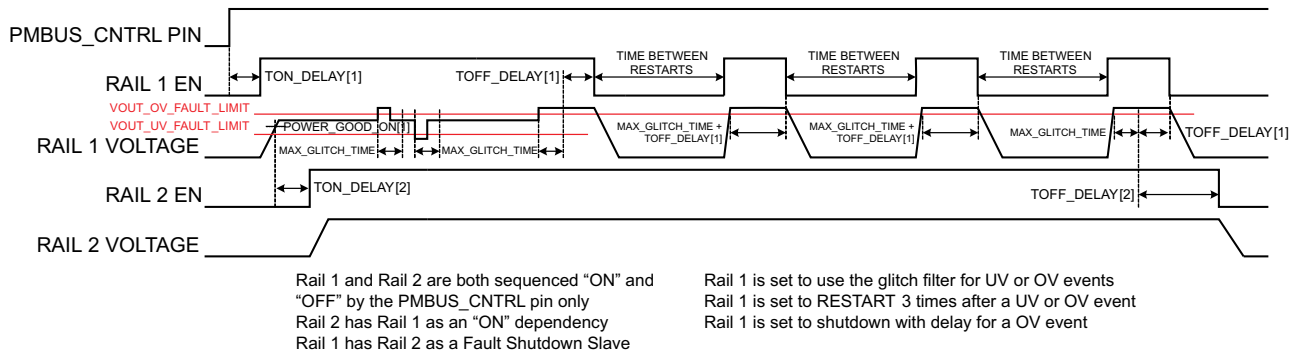 PMBUS_CNTRL PIN
TON_DELAY[1]
TOFF_DELAY[1]
TIME BETWEEN
RESTARTS
TIME BETWEEN
RESTARTS
TIME BETWEEN
RESTARTS
RAIL 1 EN
VOUT_OV_FAULT_LIMIT
VOUT_UV_FAULT_LIMIT
POWER_GOOD_ON[1]
RAIL 1 VOLTAGE
MAX_GLITCH_TIME
MAX_GLITCH_TIME
MAX_GLITCH_TIME +
TOFF_DELAY[1]
MAX_GLITCH_TIME +
TOFF_DELAY[1]
MAX_GLITCH_TIME
TOFF_DELAY[1]
RAIL 2 EN
TON_DELAY[2]
TOFF_DELAY[2]
RAIL 2 VOLTAGE
Rail 1 and Rail 2 are both sequenced “ON” and
“OFF” by the PMBUS_CNTRL pin only
Rail 2 has Rail 1 as an “ON” dependency
Rail 1 has Rail 2 as a Fault Shutdown Slave
Rail 1 is set to use the glitch filter for UV or OV events
Rail 1 is set to RESTART 3 times after a UV or OV event
Rail 1 is set to shutdown with delay for a OV event